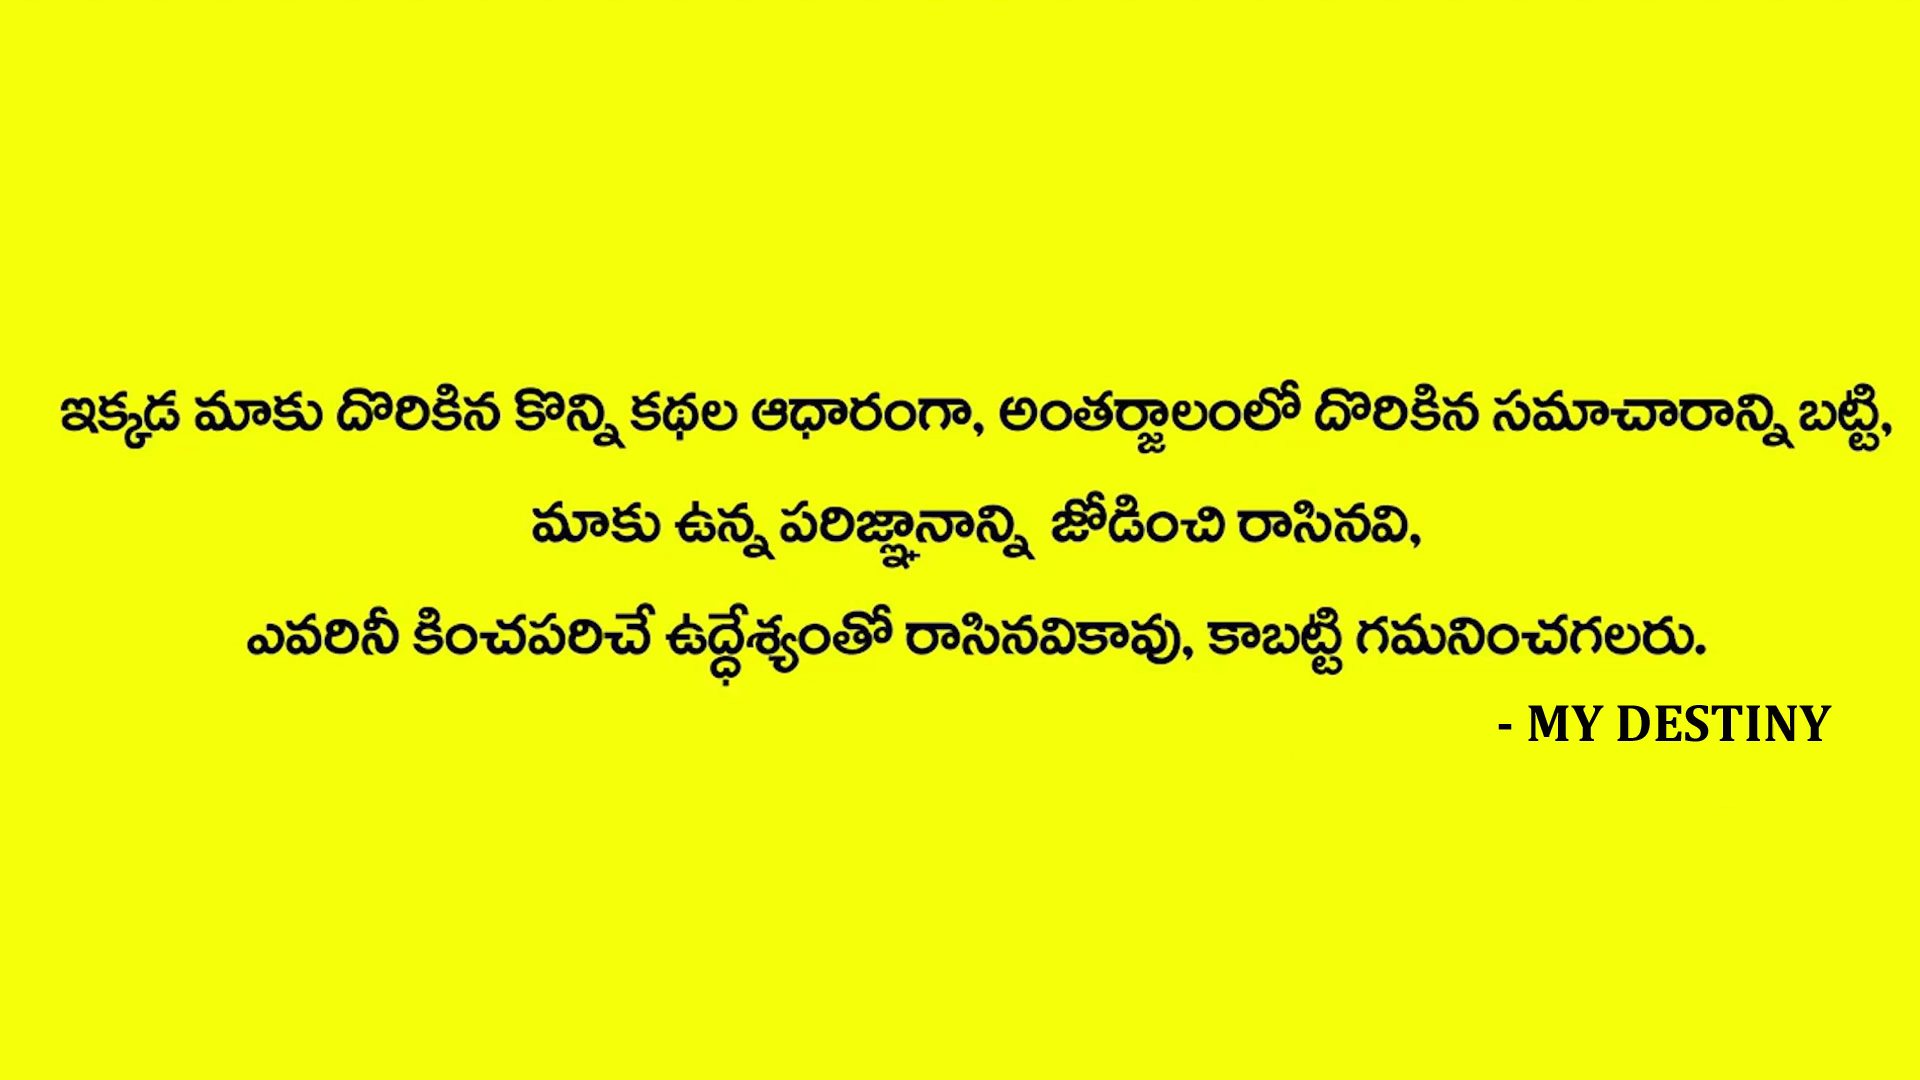 ఇక్కడ మాకు దొరికిన కొన్ని కథల ఆధారంగా, అంతర్జాలంలో దొరికిన సమాచారాన్ని బట్టి,
మాకు ఉన్న పరిజ్ఞానాన్ని జోడించి రాసినవి,
ఎవరినీ కించపరిచే ఉద్ధేశ్యంతో రాసినవికావు, కాబట్టి గమనించగలరు.
- MY DESTINY